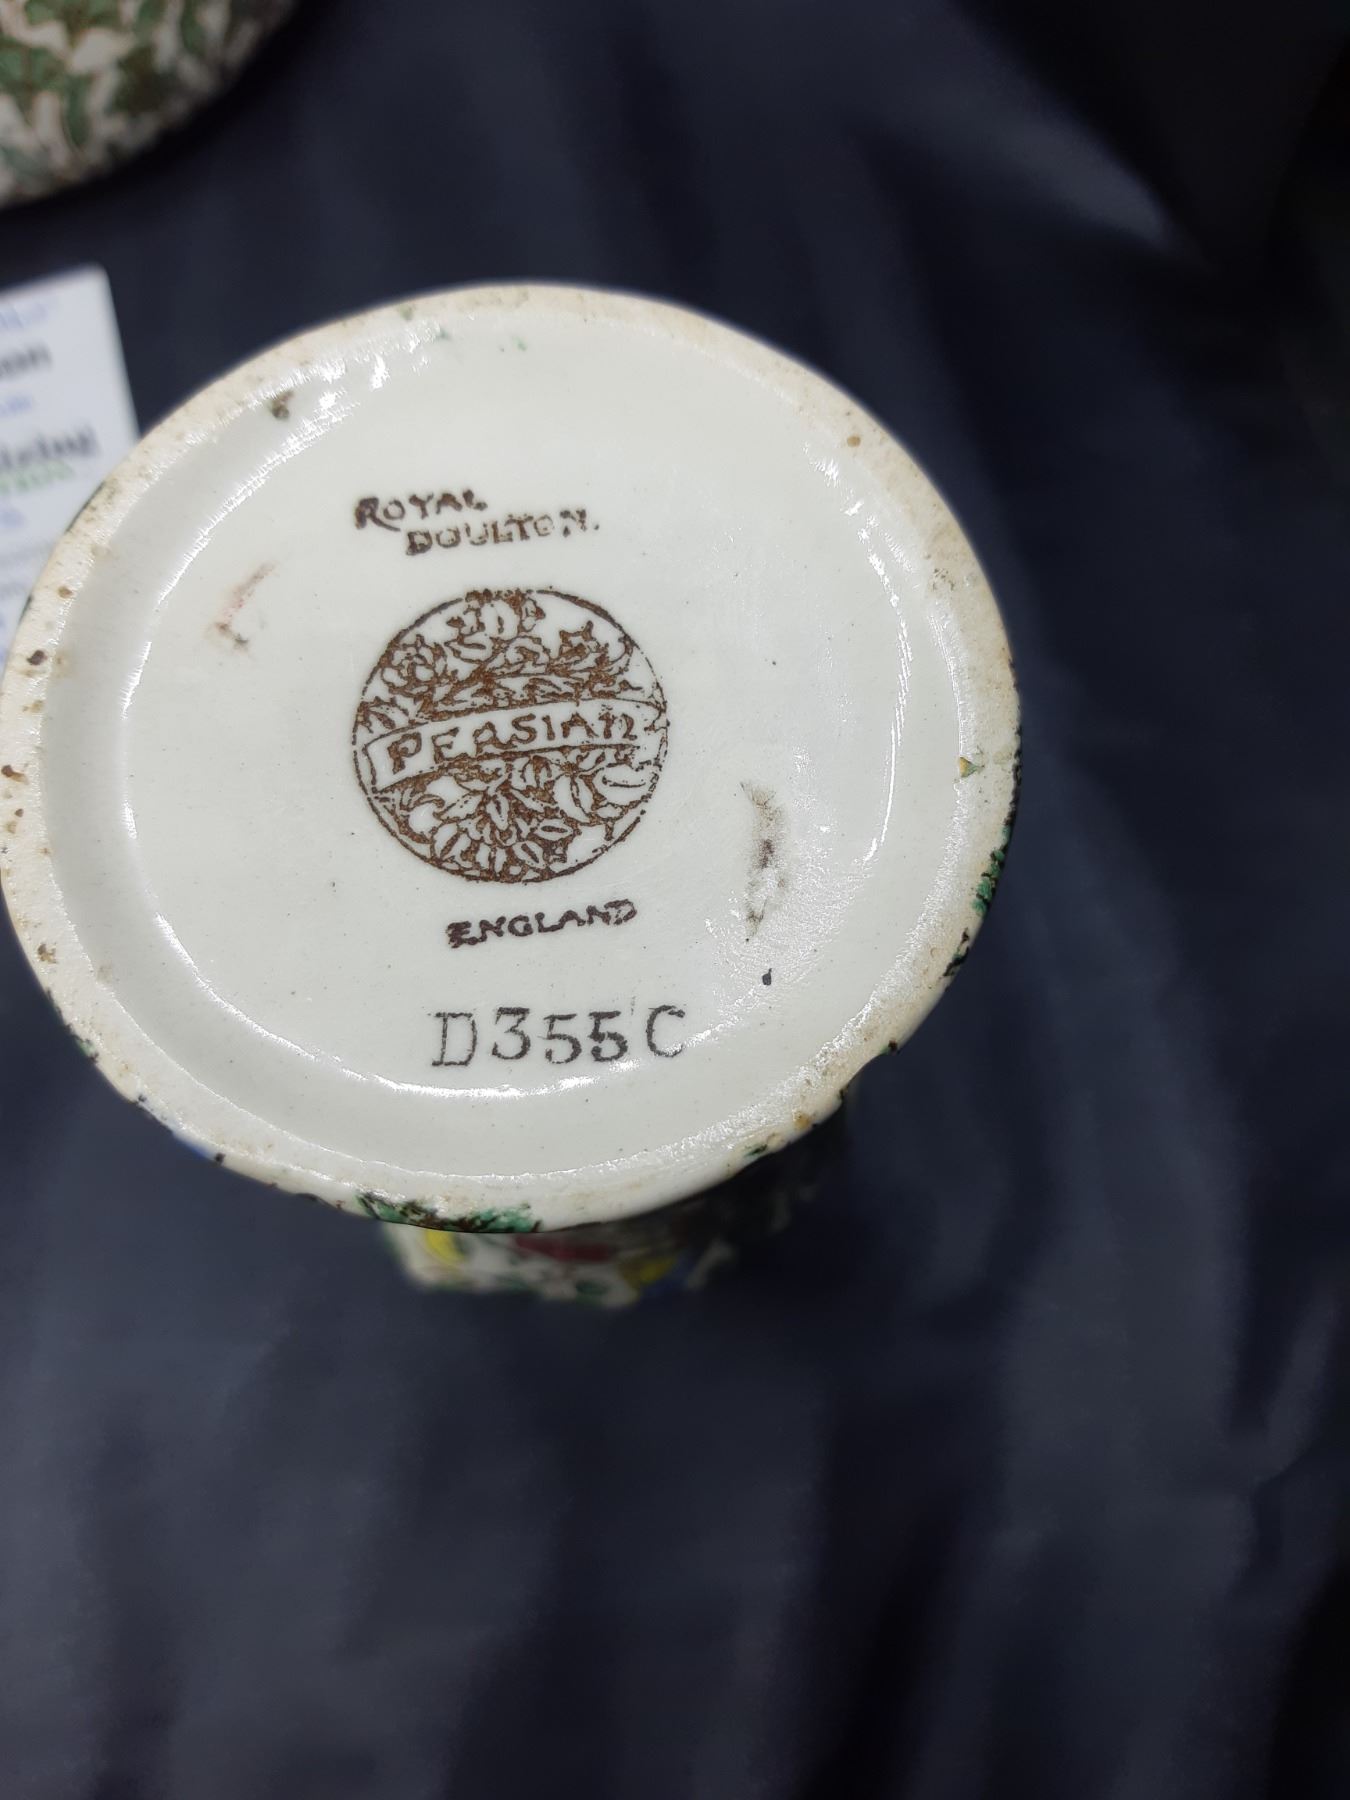 ROYAL
DOULTON.
PERSIAN
ENGLAND
D355C